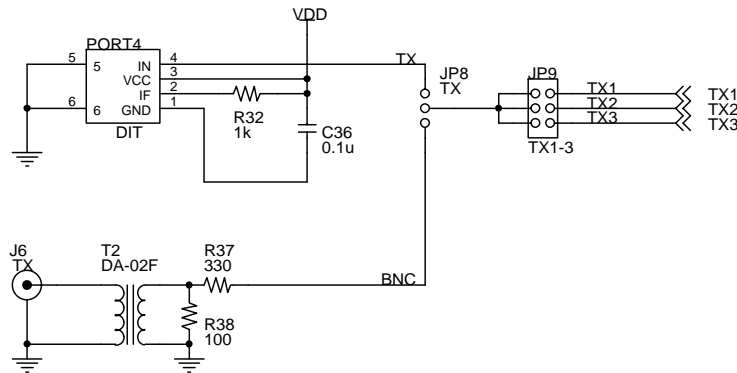 VDD
PORT4
5 5 IN 4 TX
VCC 3
IF 2
6 6 GND 1
DIT
R32
1k
C36
0.1u
JP8
TX
JP9
TX1 TX1
TX2 TX2
TX3 TX3
TX1-3
J6
TX
T2
DA-02F
R37
330
BNC
R38
100